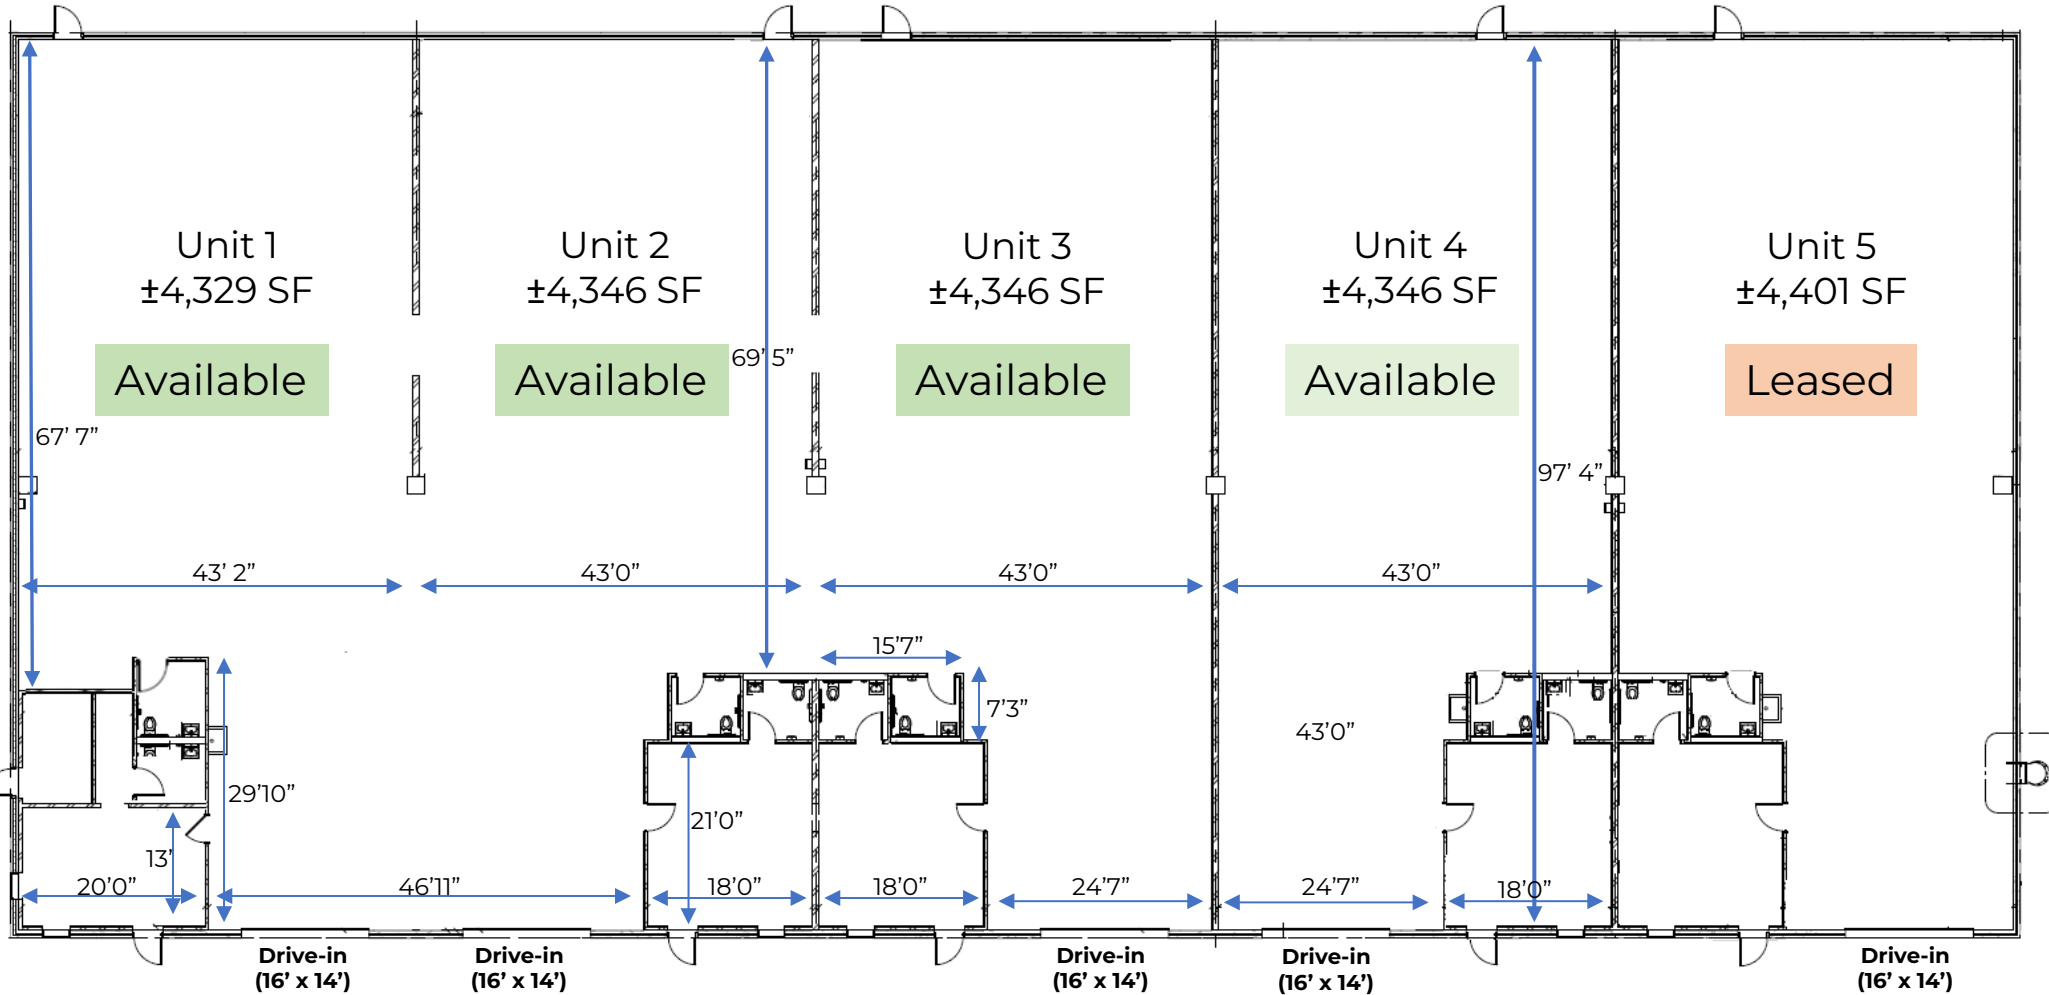 Unit 1
±4,329 SF
Available
Unit 2
±4,346 SF
Available
Unit 3
±4,346 SF
Available
Unit 4
±4,346 SF
Available
Unit 5
±4,401 SF
Leased
69' 5”
67' 7”
97' 4”
43' 2”
43'0”
43'0”
43'0”
15'7”
7'3”
43'0”
29'10”
21'0”
13'
20'0”
46'11”
18'0”
18'0”
24'7”
24'7”
18'0”
Drive-in
(16' x 14')
Drive-in
(16' x 14')
Drive-in
(16' x 14')
Drive-in
(16' x 14')
Drive-in
(16' x 14')